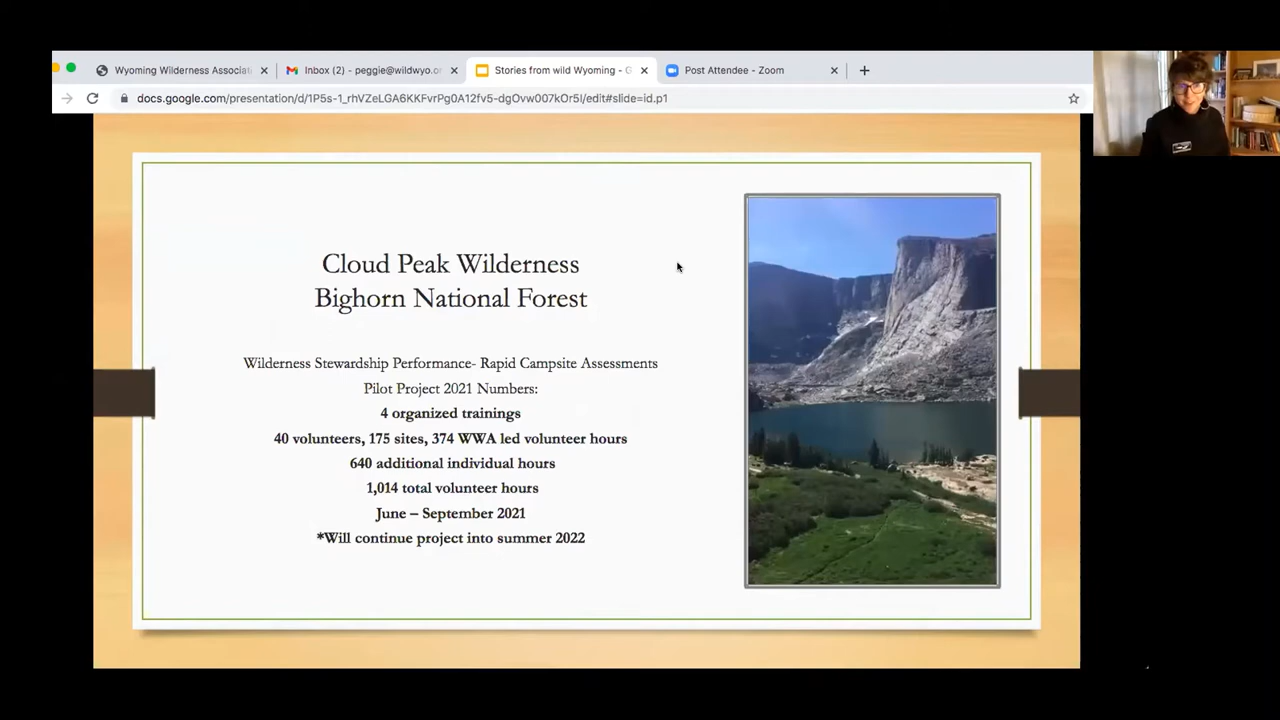 Wyoming Wilderness Associat
Inbox (2) - peggie@wildwyo.or
Stories from wild Wyoming - G
Post Attendee - Zoom
docs.google.com/presentation/d/1P5s-1_rhVZeLGA6KKFvrPg0A12fv5-dgOvw007kOr5I/edit#slide=id.p1
Cloud Peak Wilderness
Bighorn National Forest
Wilderness Stewardship Performance- Rapid Campsite Assessments
Pilot Project 2021 Numbers:
4 organized trainings
40 volunteers, 175 sites, 374 WWA led volunteer hours
640 additional individual hours
1,014 total volunteer hours
June – September 2021
*Will continue project into summer 2022